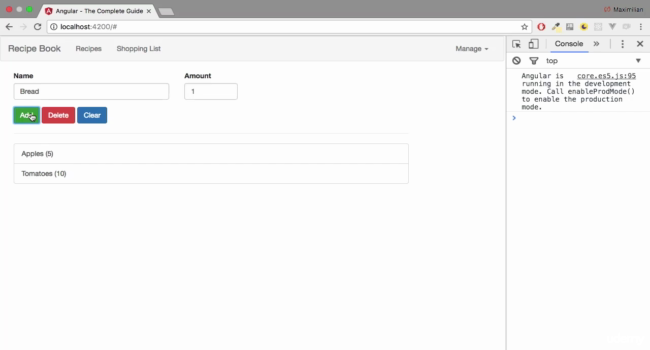 Angular - The Complete Guide
Maximilian
localhost:4200/#
Recipe Book
Recipes
Shopping List
Manage
Name
Amount
Bread
1
Add
Delete
Clear
Apples (5)
Tomatoes (10)
Console
top
Angular is core.es5.js:95
running in the development
mode. Call enableProdMode()
to enable the production
mode.